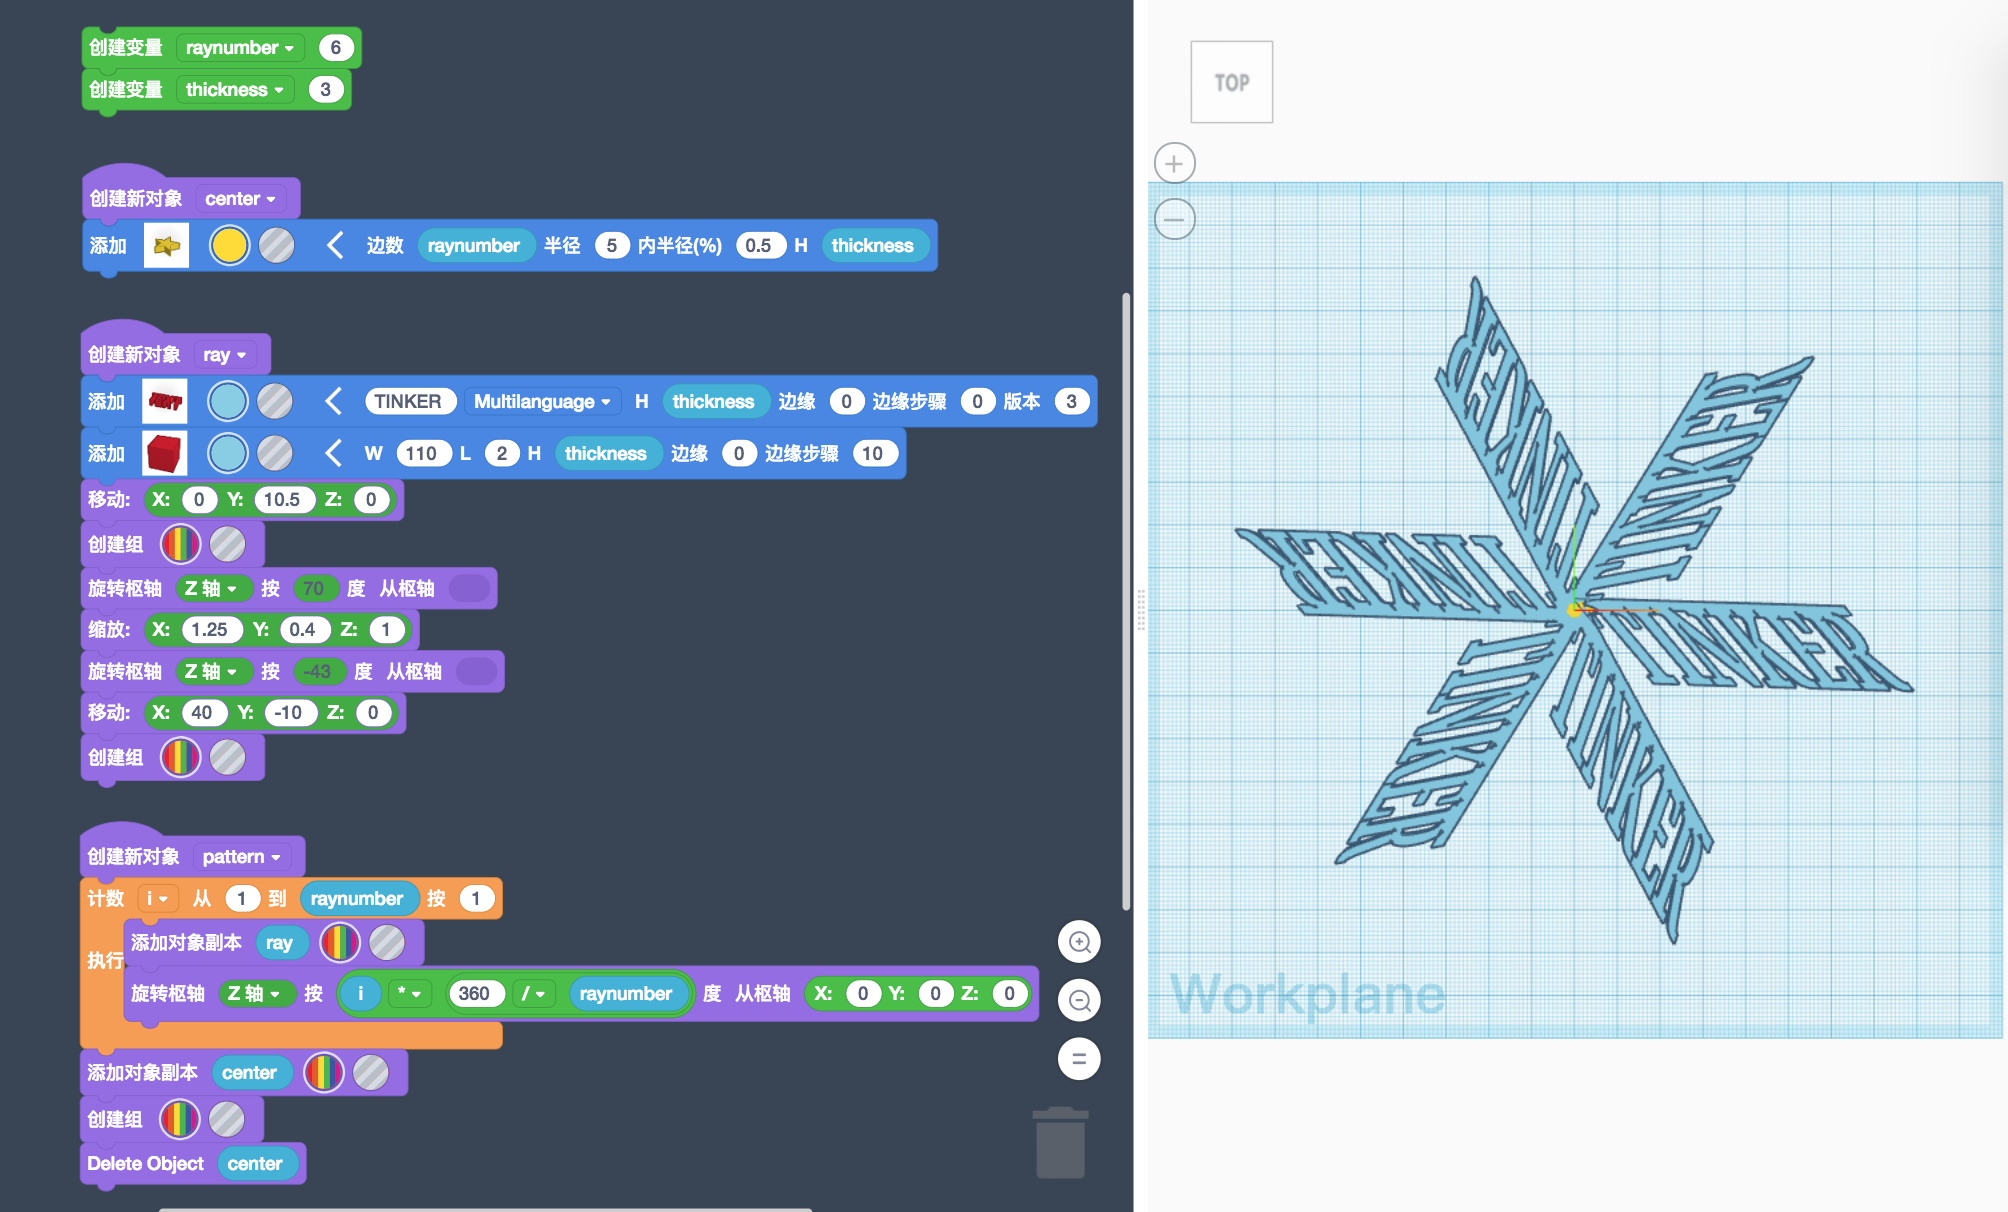 创建变量 raynumber 6
创建变量 thickness 3
创建新对象 center
添加 边数 raynumber 半径 5 内半径(%) 0.5 H thickness
创建新对象 ray
添加 TINKER Multilanguage H thickness 边缘 0 边缘步骤 0 版本 3
添加 W 110 L 2 H thickness 边缘 0 边缘步骤 10
移动: X: 0 Y: 10.5 Z: 0
创建组
旋转枢轴 Z 轴 按 70 度 从枢轴
缩放: X: 1.25 Y: 0.4 Z: 1
旋转枢轴 Z 轴 按 -43 度 从枢轴
移动: X: 40 Y: -10 Z: 0
创建组
创建新对象 pattern
计数 i 从 1 到 raynumber 按 1
执行
添加对象副本 ray
旋转枢轴 Z 轴 按 i * 360 / raynumber 度 从枢轴 X: 0 Y: 0 Z: 0
添加对象副本 center
创建组
Delete Object center
TOP
TINKER
TINKER
TINKER
TINKER
TINKER
TINKER
Workplane